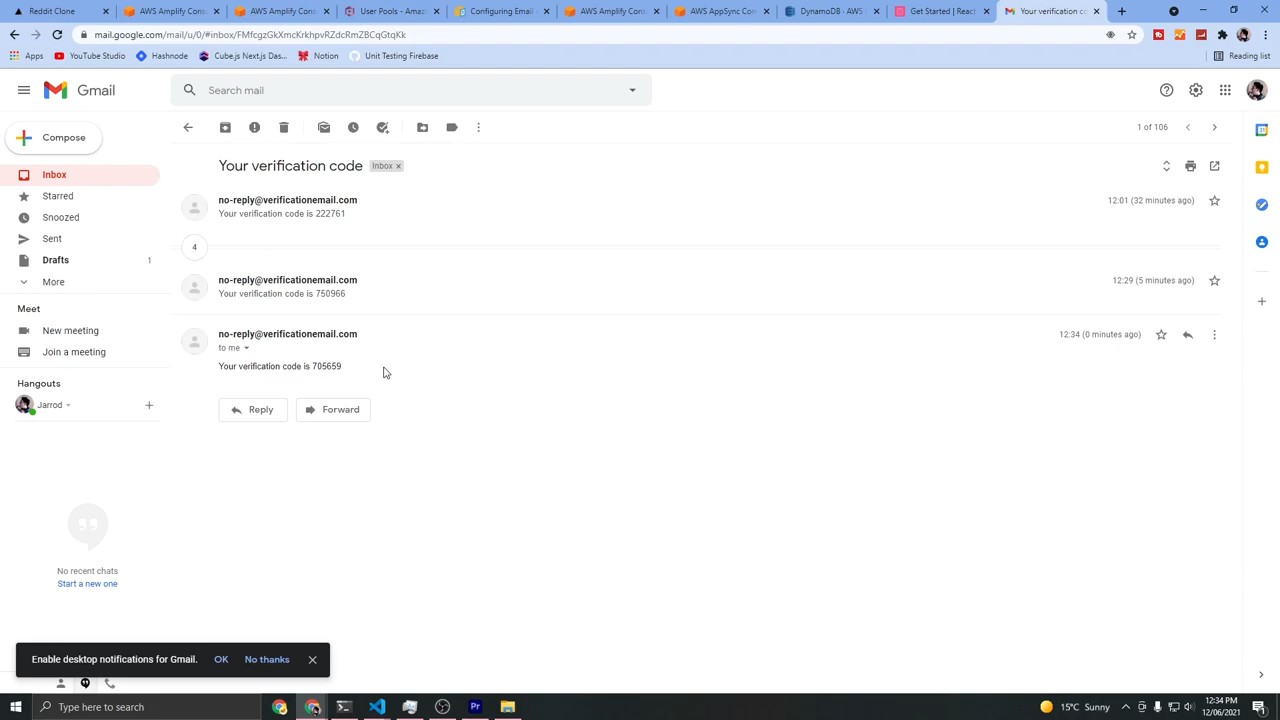 Reddit Clone
AWS Amplify Cons
AWS Amplify Cons
User Pools - Amaz
Configuring Email
AWS Amplify Cons
AWS AppSync Con
DynamoDB - AWS
Get Started | React
Your verification co
mail.google.com/mail/u/0/#inbox/FMfcgzGkXmcKrkhpvRZdcRmZBCqGtqKk
Apps
YouTube Studio
Hashnode
Cube.js Next.js Das...
Notion
Unit Testing Firebase
Reading list
Gmail
Search mail
Compose
1 of 106
Inbox
Starred
Snoozed
Sent
Drafts 1
More
Meet
New meeting
Join a meeting
Hangouts
Jarrod
No recent chats
Start a new one
Your verification code Inbox ×
no-reply@verificationemail.com 12:01 (32 minutes ago)
Your verification code is 222761
4
no-reply@verificationemail.com 12:29 (5 minutes ago)
Your verification code is 750966
no-reply@verificationemail.com 12:34 (0 minutes ago)
to me
Your verification code is 705659
Reply Forward
Enable desktop notifications for Gmail. OK No thanks
Type here to search
15°C Sunny
12:34 PM
12/06/2021